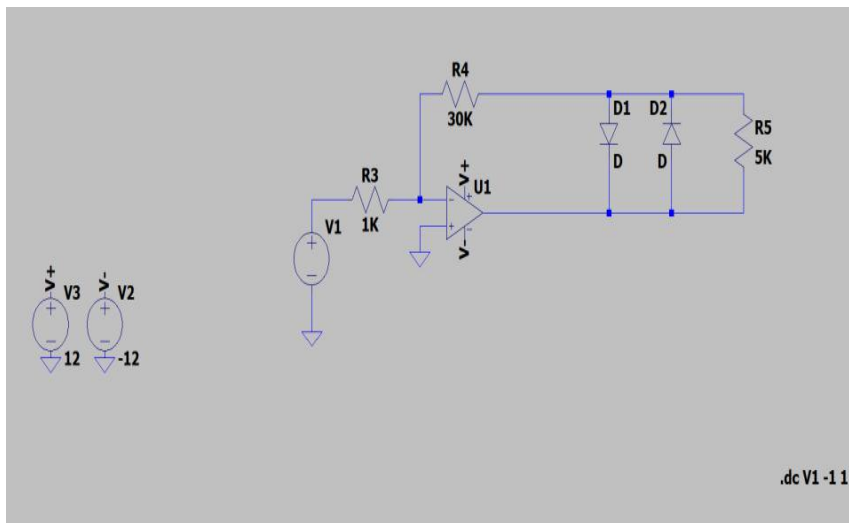 R4
30K
D1
D2
D
D
R5
5K
V+
U1
V-
R3
1K
V1
V+
V3
12
V-
V2
-12
.dc V1 -1 1